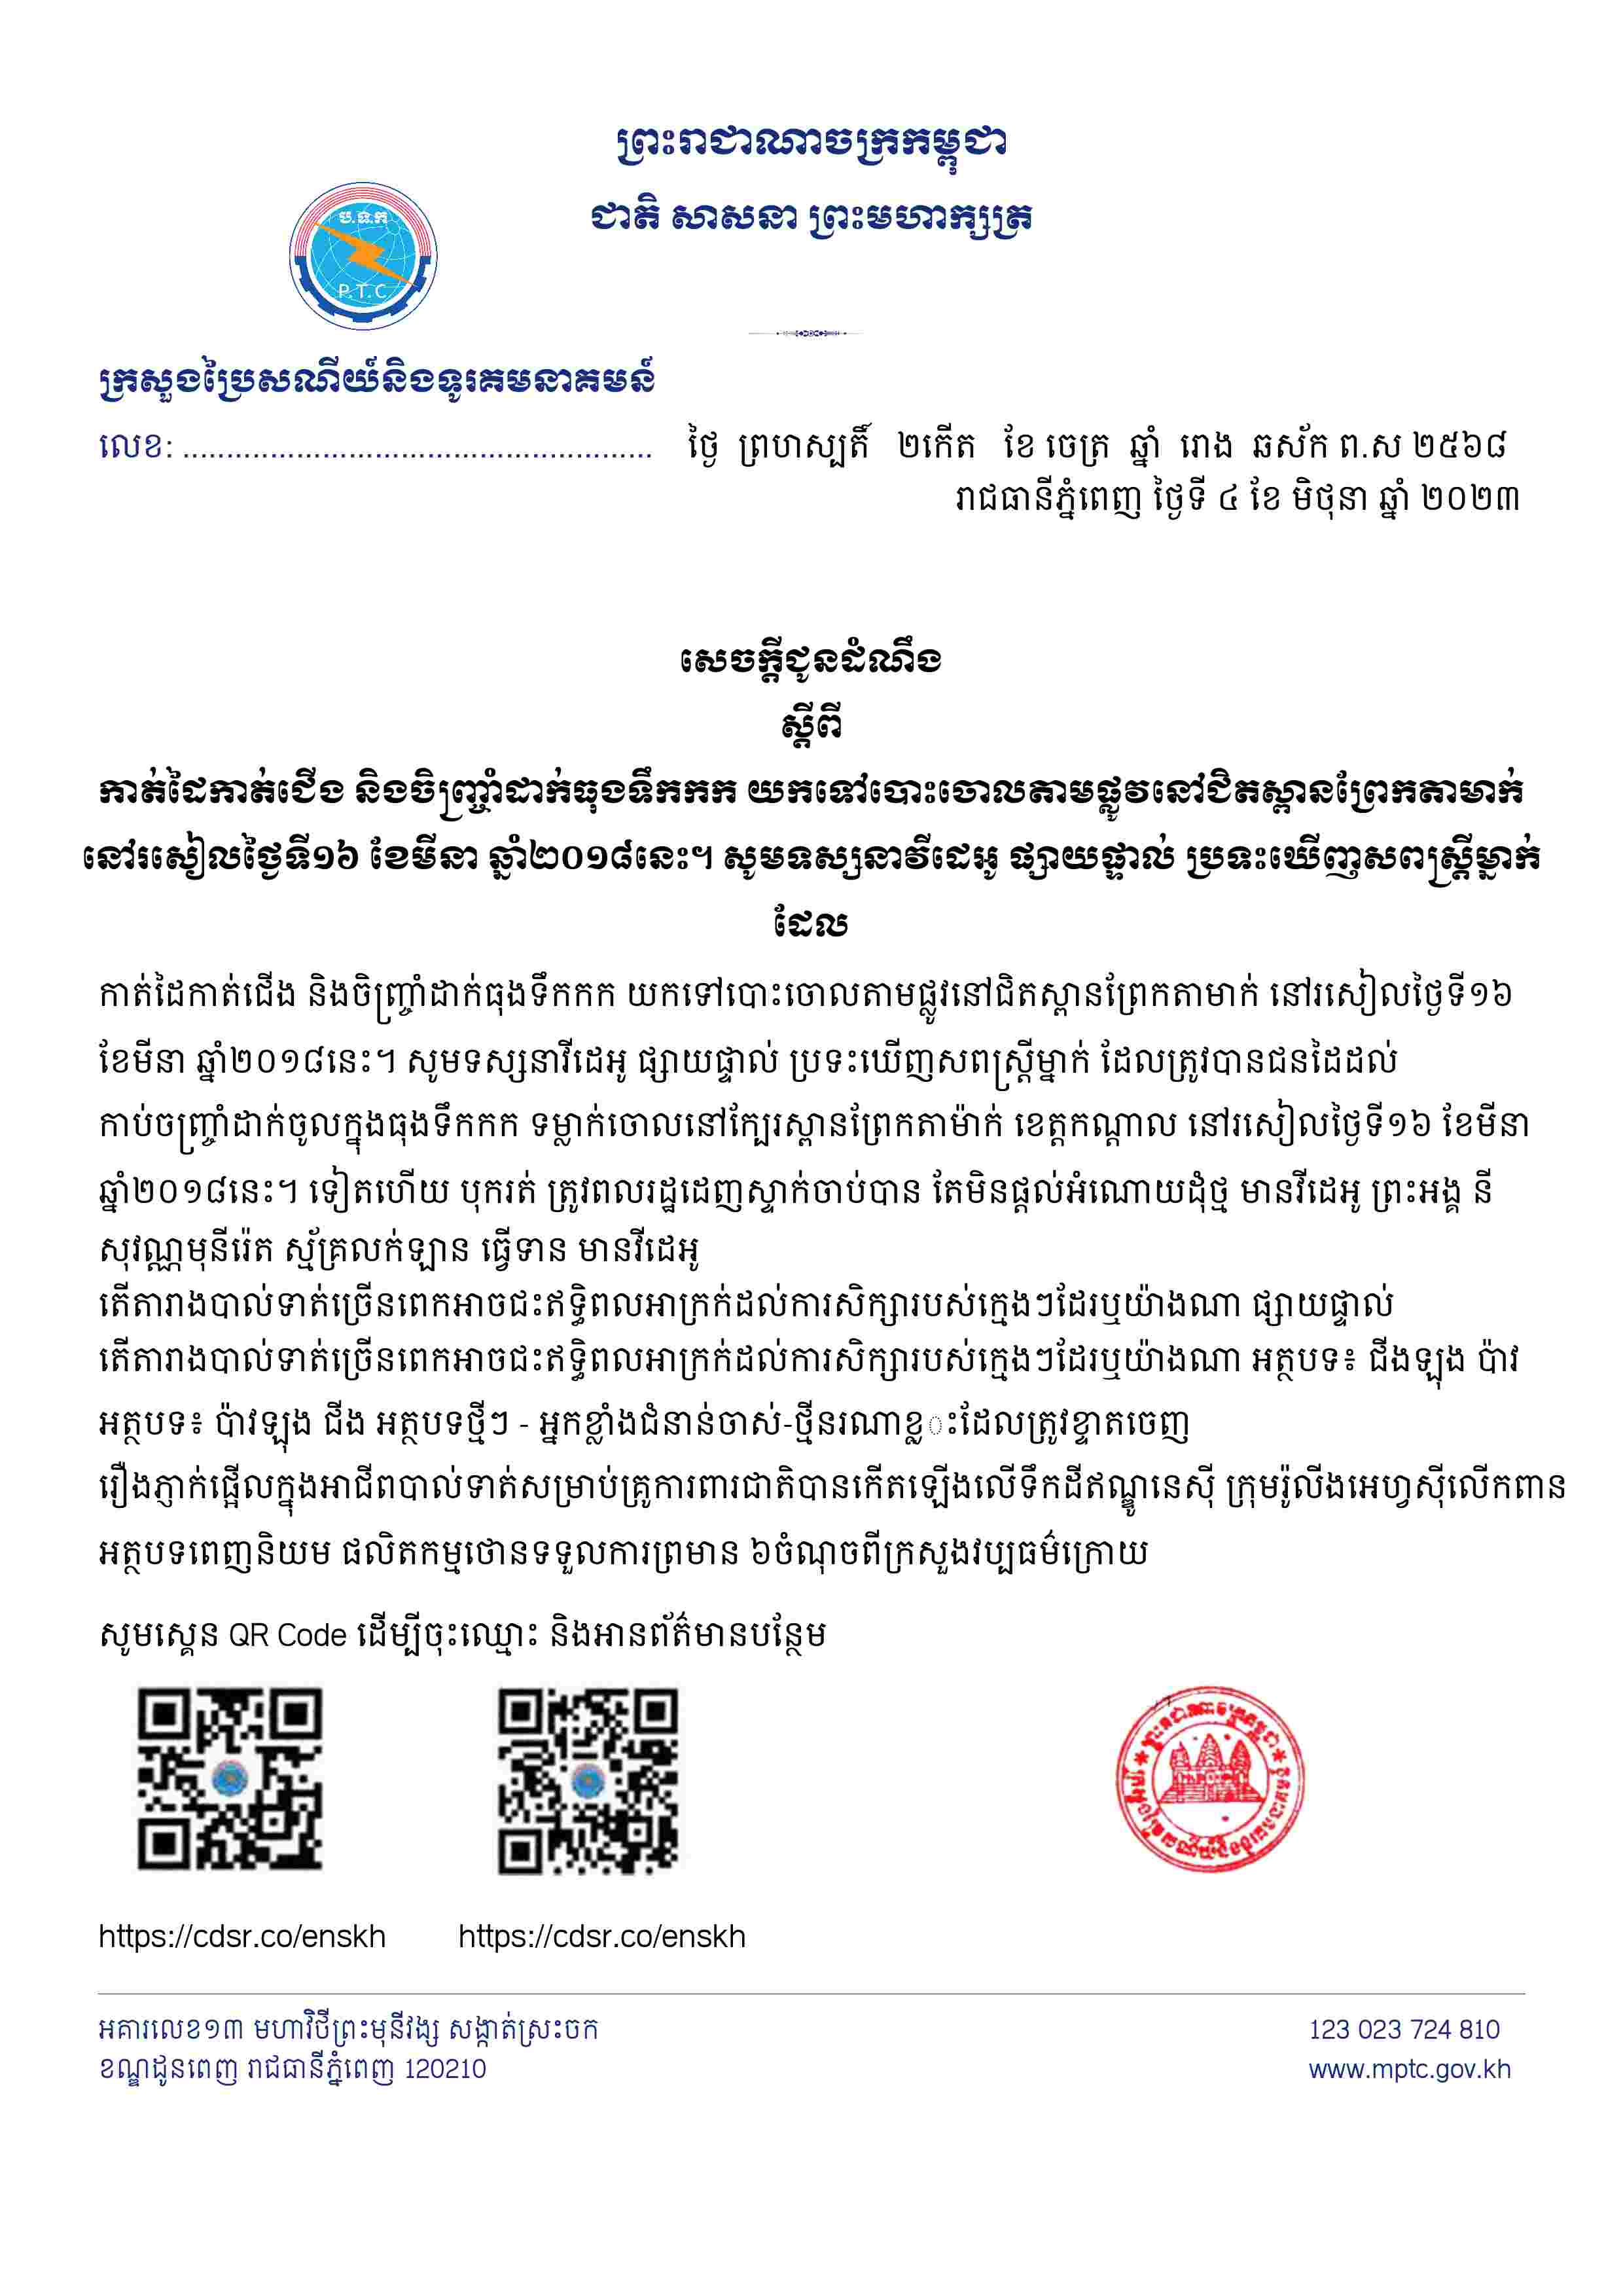 ព្រះរាជាណាចក្រកម្ពុជា
ជាតិ សាសនា ព្រះមហាក្សត្រ
ប.ទ.ក
P.T.C
ក្រសួងប្រៃសណីយ៍និងទូរគមនាគមន៍
លេខ: ......................................................
ថ្ងៃ ព្រហស្បតិ៍ ២កើត ខែ ចេត្រ ឆ្នាំ រោង ឆស័ក ព.ស ២៥៦៨
រាជធានីភ្នំពេញ ថ្ងៃទី ៤ ខែ មិថុនា ឆ្នាំ ២០២៣
សេចក្តីជូនដំណឹង
ស្តីពី
កាត់ដៃកាត់ជើង និងចិញ្ច្រាំដាក់ធុងទឹកកក យកទៅបោះចោលតាមផ្លូវនៅជិតស្ពានព្រែកតាមាក់
នៅរសៀលថ្ងៃទី១៦ ខែមីនា ឆ្នាំ២០១៨នេះ។ សូមទស្សនាវីដេអូ ផ្សាយផ្ទាល់ ប្រទះឃើញសពស្ត្រីម្នាក់
ដែល
កាត់ដៃកាត់ជើង និងចិញ្ច្រាំដាក់ធុងទឹកកក យកទៅបោះចោលតាមផ្លូវនៅជិតស្ពានព្រែកតាមាក់ នៅរសៀលថ្ងៃទី១៦
ខែមីនា ឆ្នាំ២០១៨នេះ។ សូមទស្សនាវីដេអូ ផ្សាយផ្ទាល់ ប្រទះឃើញសពស្ត្រីម្នាក់ ដែលត្រូវបានជនដៃដល់
កាប់ចញ្ច្រាំដាក់ចូលក្នុងធុងទឹកកក ទម្លាក់ចោលនៅក្បែរស្ពានព្រែកតាម៉ាក់ ខេត្តកណ្តាល នៅរសៀលថ្ងៃទី១៦ ខែមីនា
ឆ្នាំ២០១៨នេះ។ ទៀតហើយ បុករត់ ត្រូវពលរដ្ឋដេញស្ទាក់ចាប់បាន តែមិនផ្តល់អំណោយដុំថ្ម មានវីដេអូ ព្រះអង្គ នី
សុវណ្ណមុនីរ៉េត ស្ម័គ្រលក់ឡាន ធ្វើទាន មានវីដេអូ
តើតារាងបាល់ទាត់ច្រើនពេកអាចជះឥទ្ធិពលអាក្រក់ដល់ការសិក្សារបស់ក្មេងៗដែរឬយ៉ាងណា ផ្សាយផ្ទាល់
តើតារាងបាល់ទាត់ច្រើនពេកអាចជះឥទ្ធិពលអាក្រក់ដល់ការសិក្សារបស់ក្មេងៗដែរឬយ៉ាងណា អត្ថបទ៖ ជីងឡុង ប៉ាវ
អត្ថបទ៖ ប៉ាវឡុង ជីង អត្ថបទថ្មីៗ - អ្នកខ្លាំងជំនាន់ចាស់-ថ្មីនរណាខ្លះដែលត្រូវខ្ទាតចេញ
រឿងភ្ញាក់ផ្អើលក្នុងអាជីពបាល់ទាត់សម្រាប់គ្រូការពារជាតិបានកើតឡើងលើទឹកដីឥណ្ឌូនេស៊ី ក្រុមរ៉ូលីងអេហ្វស៊ីលើកពាន
អត្ថបទពេញនិយម ផលិតកម្មថោនទទួលការព្រមាន ៦ចំណុចពីក្រសួងវប្បធម៌ក្រោយ
សូមស្គេន QR Code ដើម្បីចុះឈ្មោះ និងអានព័ត៌មានបន្ថែម
https://cdsr.co/enskh https://cdsr.co/enskh
អគារលេខ១៣ មហាវិថីព្រះមុនីវង្ស សង្កាត់ស្រះចក
ខណ្ឌដូនពេញ រាជធានីភ្នំពេញ 120210
123 023 724 810
www.mptc.gov.kh